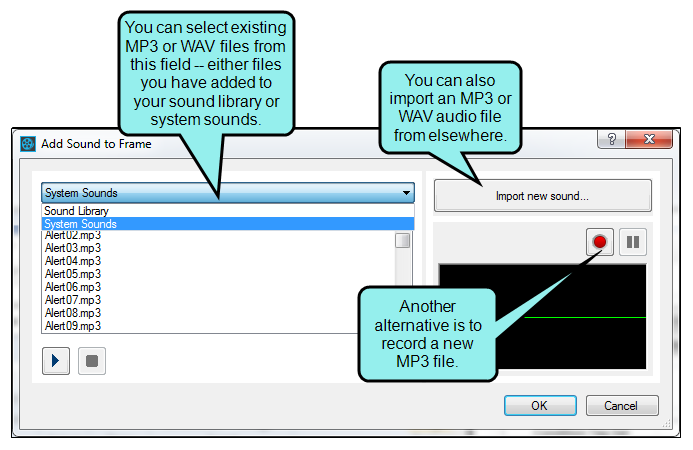 You can select existing
MP3 or WAV files from
this field -- either files
you have added to
your sound library or
system sounds.
You can also
import an MP3 or
WAV audio file
from elsewhere.
Add Sound to Frame
?
System Sounds
Import new sound...
Sound Library
System Sounds
Alert02.mp3
Alert03.mp3
Alert04.mp3
Alert05.mp3
Alert06.mp3
Alert07.mp3
Alert08.mp3
Alert09.mp3
Another
alternative is to
record a new
MP3 file.
OK
Cancel